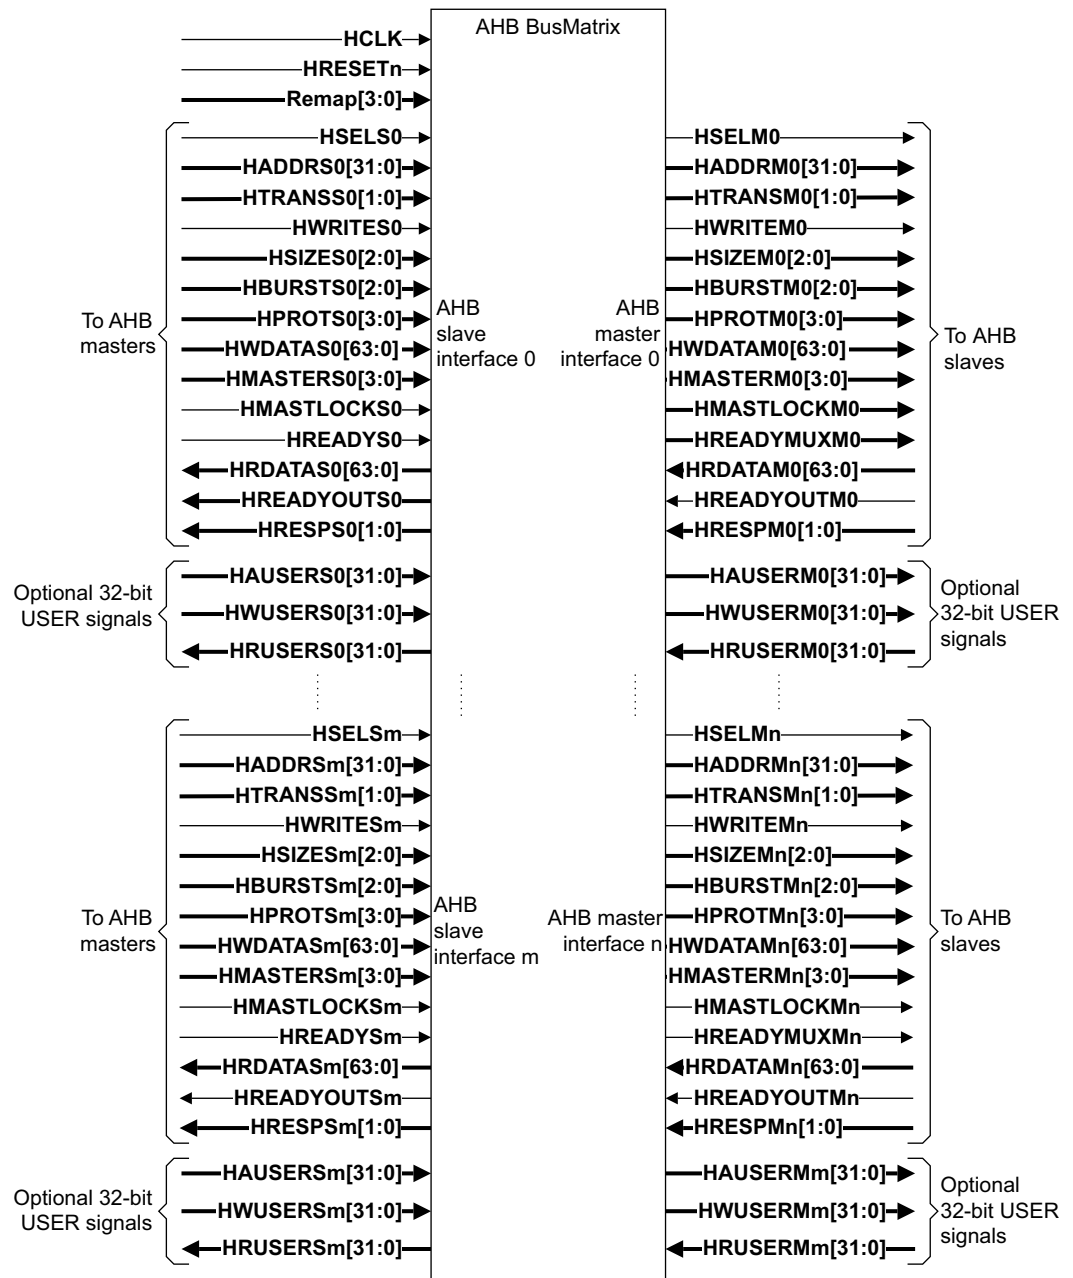 AHB BusMatrix
HCLK
HRESETn
Remap[3:0]
HSELS0
HADDRS0[31:0]
HTRANSS0[1:0]
HWRITES0
HSIZES0[2:0]
HBURSTS0[2:0]
HPROTS0[3:0]
HWDATAS0[63:0]
HMASTERS0[3:0]
HMASTLOCKS0
HREADYS0
HRDATAS0[63:0]
HREADYOUTS0
HRESPS0[1:0]
To AHB
masters
AHB
slave
interface 0
HAUSERS0[31:0]
HWUSERS0[31:0]
HRUSERS0[31:0]
Optional 32-bit
USER signals
HSELM0
HADDRM0[31:0]
HTRANSM0[1:0]
HWRITEM0
HSIZEM0[2:0]
HBURSTM0[2:0]
HPROTM0[3:0]
HWDATAM0[63:0]
HMASTERM0[3:0]
HMASTLOCKM0
HREADYMUXM0
HRDATAM0[63:0]
HREADYOUTM0
HRESPM0[1:0]
AHB
master
interface 0
To AHB
slaves
HAUSERM0[31:0]
HWUSERM0[31:0]
HRUSERM0[31:0]
Optional
32-bit USER
signals
HSELSm
HADDRSm[31:0]
HTRANSSm[1:0]
HWRITESm
HSIZESm[2:0]
HBURSTSm[2:0]
HPROTSm[3:0]
HWDATASm[63:0]
HMASTERSm[3:0]
HMASTLOCKSm
HREADYSm
HRDATASm[63:0]
HREADYOUTSm
HRESPSm[1:0]
To AHB
masters
AHB
slave
interface m
HAUSERSm[31:0]
HWUSERSm[31:0]
HRUSERSm[31:0]
Optional 32-bit
USER signals
HSELMn
HADDRMn[31:0]
HTRANSMn[1:0]
HWRITEMn
HSIZEMn[2:0]
HBURSTMn[2:0]
HPROTMn[3:0]
HWDATAMn[63:0]
HMASTERMn[3:0]
HMASTLOCKMn
HREADYMUXMn
HRDATAMn[63:0]
HREADYOUTMn
HRESPMn[1:0]
AHB master
interface n
To AHB
slaves
HAUSERMm[31:0]
HWUSERMm[31:0]
HRUSERMm[31:0]
Optional
32-bit USER
signals